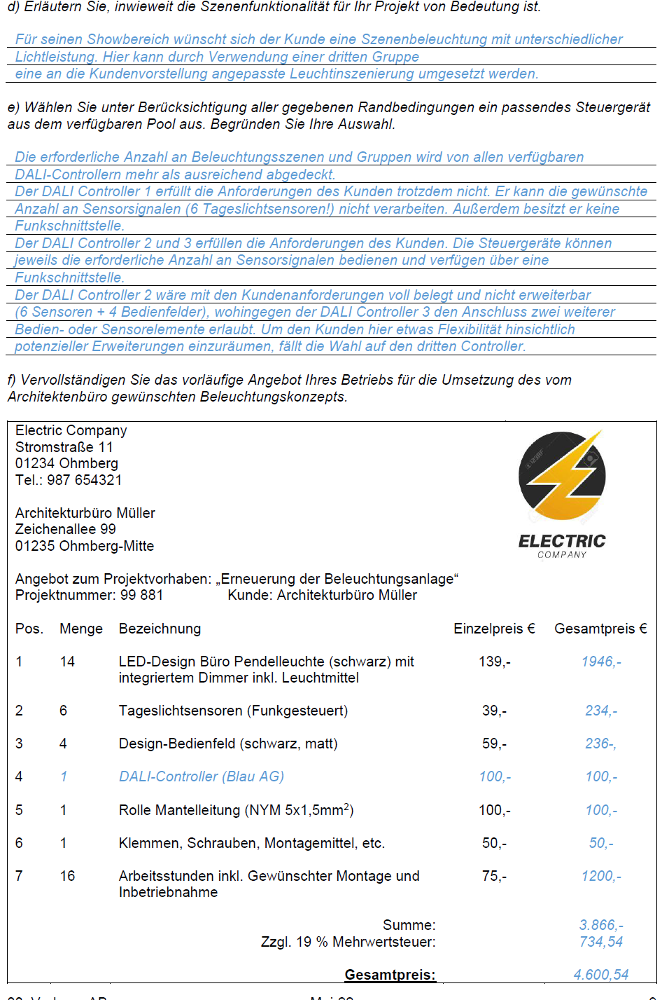 d) Erläutern Sie, inwieweit die Szenenfunktionalität für Ihr Projekt von Bedeutung ist.
Für seinen Showbereich wünscht sich der Kunde eine Szenenbeleuchtung mit unterschiedlicher
Lichtleistung. Hier kann durch Verwendung einer dritten Gruppe
eine an die Kundenvorstellung angepasste Leuchtinszenierung umgesetzt werden.
e) Wählen Sie unter Berücksichtigung aller gegebenen Randbedingungen ein passendes Steuergerät
aus dem verfügbaren Pool aus. Begründen Sie Ihre Auswahl.
Die erforderliche Anzahl an Beleuchtungsszenen und Gruppen wird von allen verfügbaren
DALI-Controllern mehr als ausreichend abgedeckt.
Der DALI Controller 1 erfüllt die Anforderungen des Kunden trotzdem nicht. Er kann die gewünschte
Anzahl an Sensorsignalen (6 Tageslichtsensoren!) nicht verarbeiten. Außerdem besitzt er keine
Funkschnittstelle.
Der DALI Controller 2 und 3 erfüllen die Anforderungen des Kunden. Die Steuergeräte können
jeweils die erforderliche Anzahl an Sensorsignalen bedienen und verfügen über eine
Funkschnittstelle.
Der DALI Controller 2 wäre mit den Kundenanforderungen voll belegt und nicht erweiterbar
(6 Sensoren + 4 Bedienfelder), wohingegen der DALI Controller 3 den Anschluss zwei weiterer
Bedien- oder Sensorelemente erlaubt. Um den Kunden hier etwas Flexibilität hinsichtlich
potenzieller Erweiterungen einzuräumen, fällt die Wahl auf den dritten Controller.
f) Vervollständigen Sie das vorläufige Angebot Ihres Betriebs für die Umsetzung des vom
Architektenbüro gewünschten Beleuchtungskonzepts.
Electric Company
Stromstraße 11
01234 Ohmberg
Tel.: 987 654321
©123RF
Architekturbüro Müller
Zeichenallee 99
01235 Ohmberg-Mitte
ELECTRIC
COMPANY
Angebot zum Projektvorhaben: „Erneuerung der Beleuchtungsanlage“
Projektnummer: 99 881 Kunde: Architekturbüro Müller
Pos. Menge Bezeichnung Einzelpreis € Gesamtpreis €
1 14 LED-Design Büro Pendelleuchte (schwarz) mit 139,- 1946,-
integriertem Dimmer inkl. Leuchtmittel
2 6 Tageslichtsensoren (Funkgesteuert) 39,- 234,-
3 4 Design-Bedienfeld (schwarz, matt) 59,- 236-,
4 1 DALI-Controller (Blau AG) 100,- 100,-
5 1 Rolle Mantelleitung (NYM 5x1,5mm²) 100,- 100,-
6 1 Klemmen, Schrauben, Montagemittel, etc. 50,- 50,-
7 16 Arbeitsstunden inkl. Gewünschter Montage und 75,- 1200,-
Inbetriebnahme
Summe: 3.866,-
Zzgl. 19 % Mehrwertsteuer: 734,54
Gesamtpreis: 4.600,54